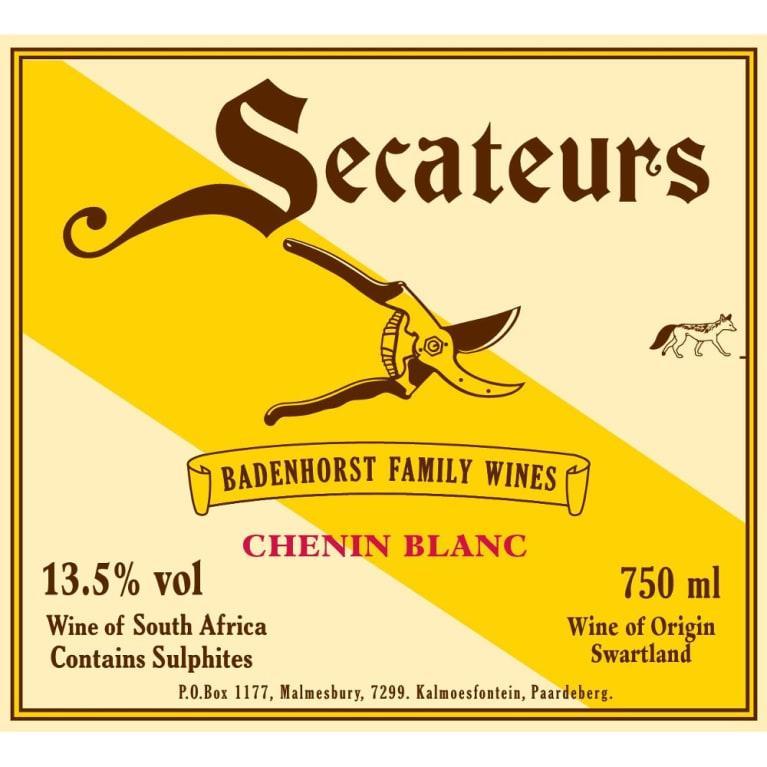 Secateurs
BADENHORST FAMILY WINES
CHENIN BLANC
13.5% vol
750 ml
Wine of South Africa
Contains Sulphites
Wine of Origin
Swartland
P.O.Box 1177, Malmesbury, 7299. Kalmoesfontein, Paardeberg.